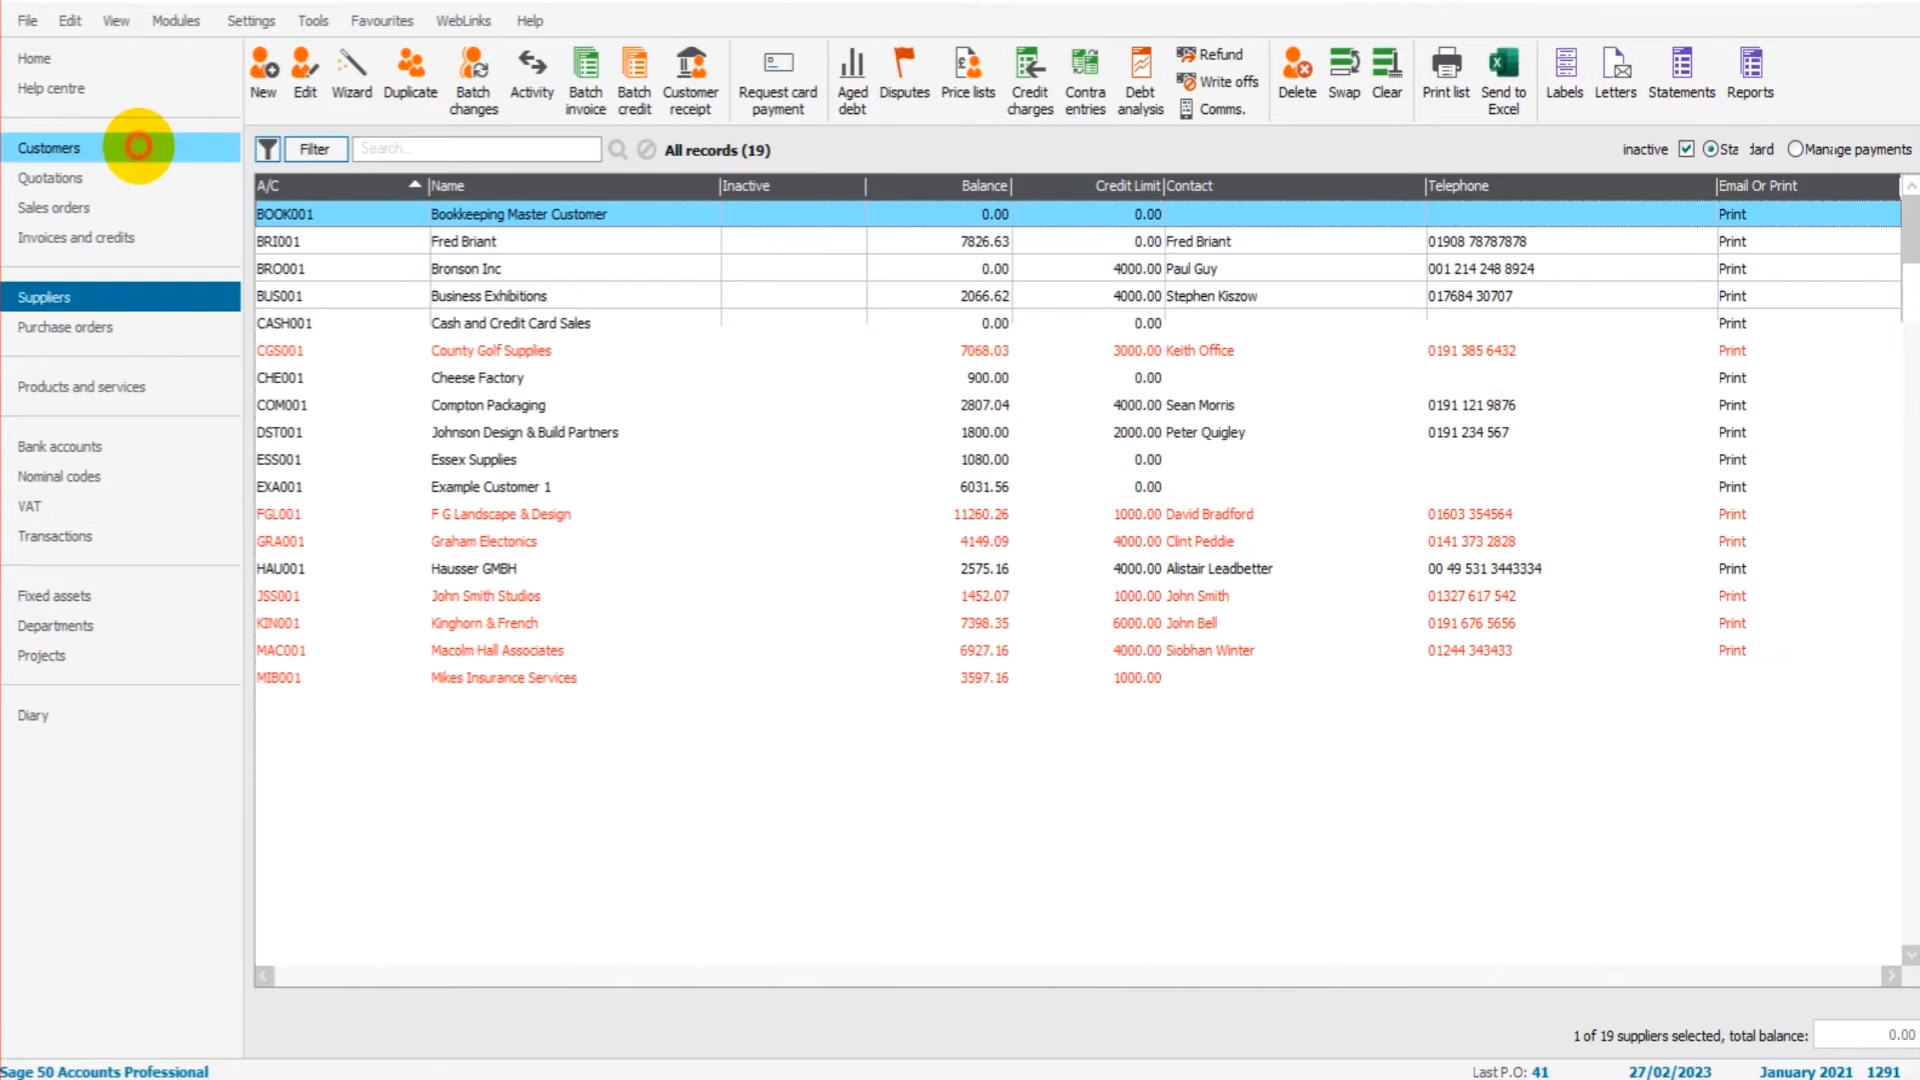 File Edit View Modules Settings Tools Favourites WebLinks Help
Home
Help centre
Customers
Quotations
Sales orders
Invoices and credits
Suppliers
Purchase orders
Products and services
Bank accounts
Nominal codes
VAT
Transactions
Fixed assets
Departments
Projects
Diary
New Edit Wizard Duplicate Batch changes Activity Batch invoice Batch credit Customer receipt Request card payment Aged debt Disputes Price lists Credit charges Contra entries Debt analysis Refund Write offs Comms. Delete Swap Clear Print list Send to Excel Labels Letters Statements Reports
Filter Search... All records (19) inactive Sta dard Manage payments
A/C Name Inactive Balance Credit Limit Contact Telephone Email Or Print
BOOK001 Bookkeeping Master Customer 0.00 0.00 Print
BRI001 Fred Briant 7826.63 0.00 Fred Briant 01908 78787878 Print
BRO001 Bronson Inc 0.00 4000.00 Paul Guy 001 214 248 8924 Print
BUS001 Business Exhibitions 2066.62 4000.00 Stephen Kiszow 017684 30707 Print
CASH001 Cash and Credit Card Sales 0.00 0.00 Print
CGS001 County Golf Supplies 7068.03 3000.00 Keith Office 0191 385 6432 Print
CHE001 Cheese Factory 900.00 0.00 Print
COM001 Compton Packaging 2807.04 4000.00 Sean Morris 0191 121 9876 Print
DST001 Johnson Design & Build Partners 1800.00 2000.00 Peter Quigley 0191 234 567 Print
ESS001 Essex Supplies 1080.00 0.00 Print
EXA001 Example Customer 1 6031.56 0.00 Print
FGL001 F G Landscape & Design 11260.26 1000.00 David Bradford 01603 354564 Print
GRA001 Graham Electonics 4149.09 4000.00 Clint Peddie 0141 373 2828 Print
HAU001 Hausser GMBH 2575.16 4000.00 Alistair Leadbetter 00 49 531 3443334 Print
JSS001 John Smith Studios 1452.07 1000.00 John Smith 01327 617 542 Print
KIN001 Kinghorn & French 7398.35 6000.00 John Bell 0191 676 5656 Print
MAC001 Macolm Hall Associates 6927.16 4000.00 Siobhan Winter 01244 343433 Print
MIB001 Mikes Insurance Services 3597.16 1000.00
1 of 19 suppliers selected, total balance: 0.00
Sage 50 Accounts Professional Last P.O: 41 27/02/2023 January 2021 1291